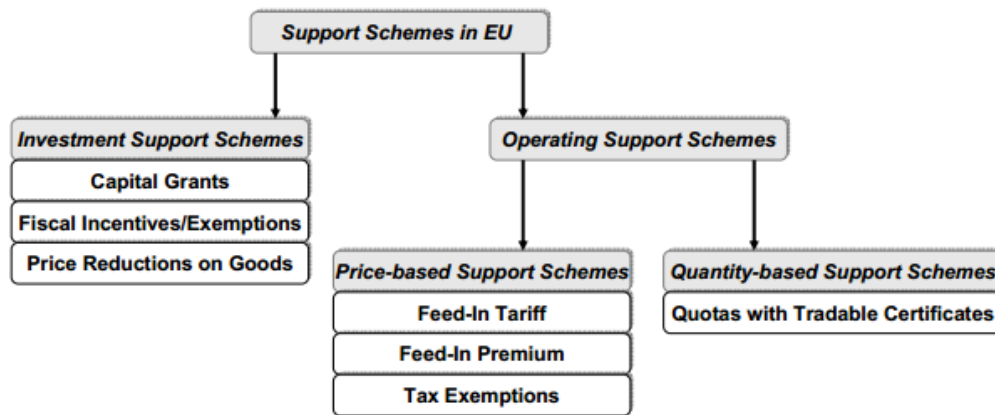 Support Schemes in EU
Investment Support Schemes
Capital Grants
Fiscal Incentives/Exemptions
Price Reductions on Goods
Operating Support Schemes
Price-based Support Schemes
Feed-In Tariff
Feed-In Premium
Tax Exemptions
Quantity-based Support Schemes
Quotas with Tradable Certificates